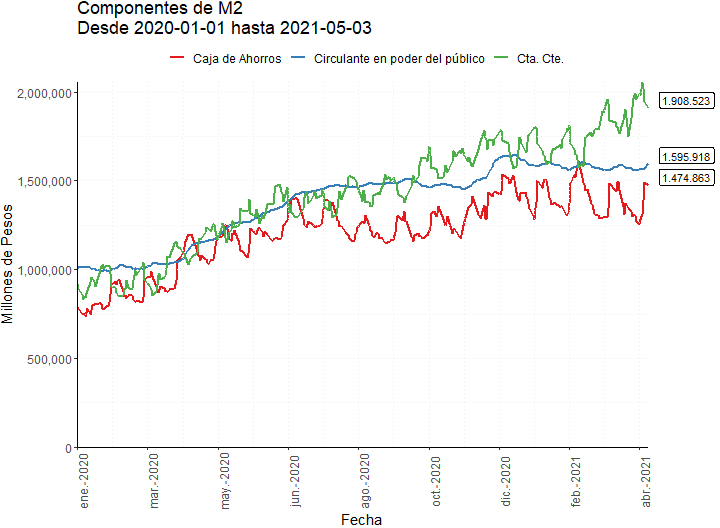 Componentes de M2
Desde 2020-01-01 hasta 2021-05-03
Caja de Ahorros Circulante en poder del público Cta. Cte.
Millones de Pesos
2,000,000
1,500,000
1,000,000
500,000
0
1.908.523
1.595.918
1.474.863
ene.-2020
mar.-2020
may.-2020
jun.-2020
ago.-2020
oct.-2020
dic.-2020
feb.-2021
abr.-2021
Fecha